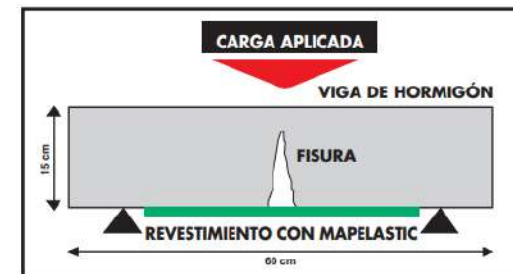 CARGA APLICADA
VIGA DE HORMIGÓN
15 cm
FISURA
REVESTIMIENTO CON MAPELASTIC
60 cm